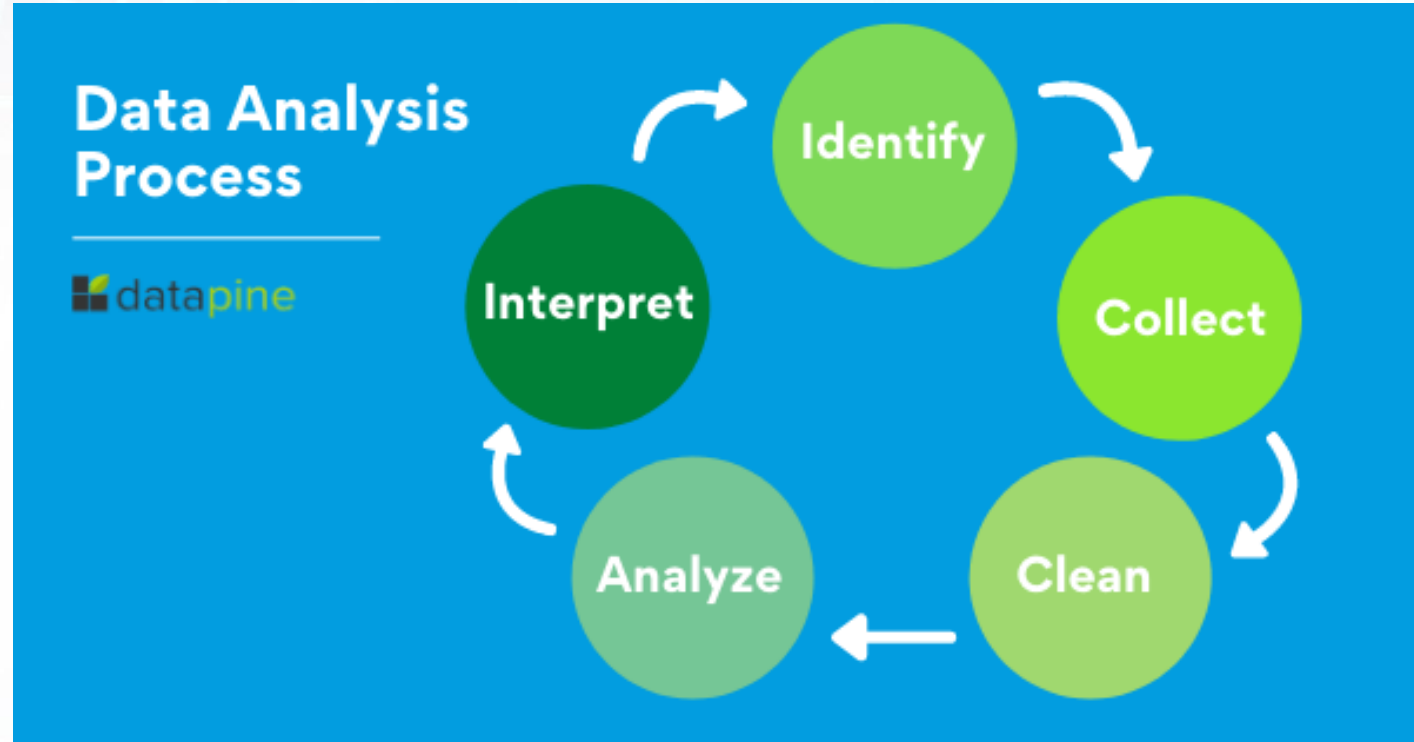 Data Analysis
Process
datapine
Identify
Collect
Clean
Analyze
Interpret